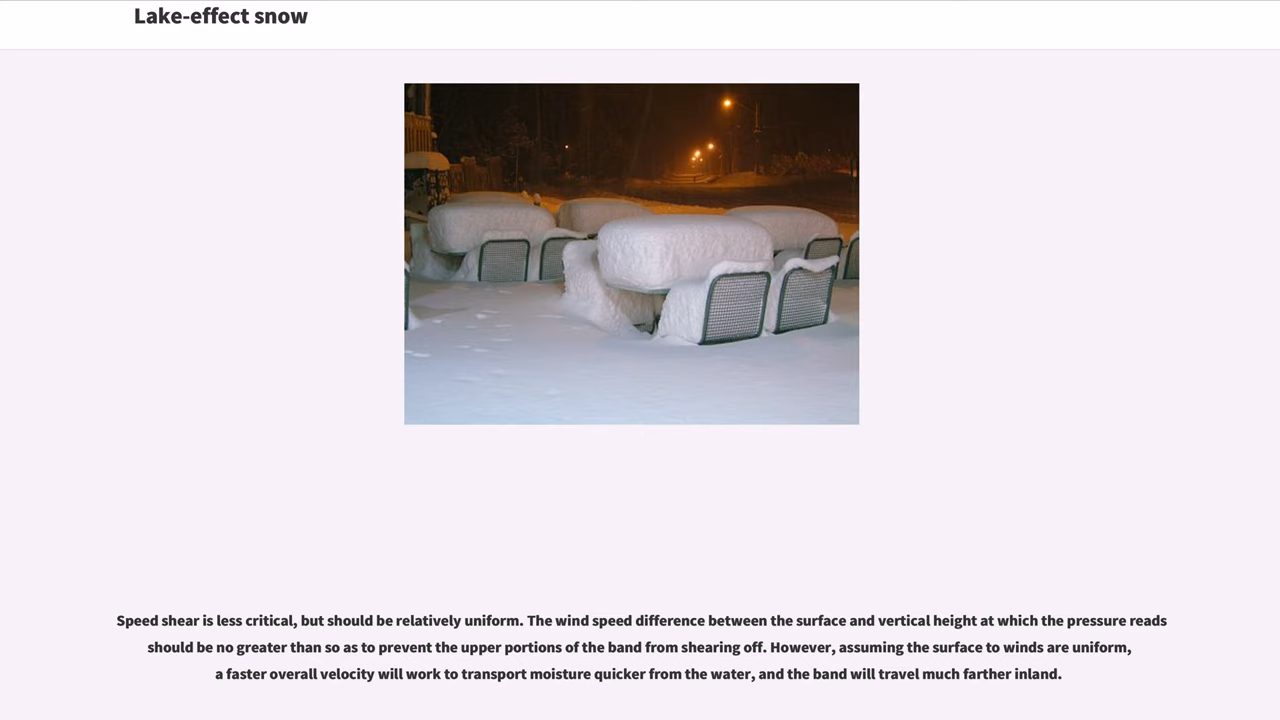 Lake-effect snow
Speed shear is less critical, but should be relatively uniform. The wind speed difference between the surface and vertical height at which the pressure reads
should be no greater than so as to prevent the upper portions of the band from shearing off. However, assuming the surface to winds are uniform,
a faster overall velocity will work to transport moisture quicker from the water, and the band will travel much farther inland.